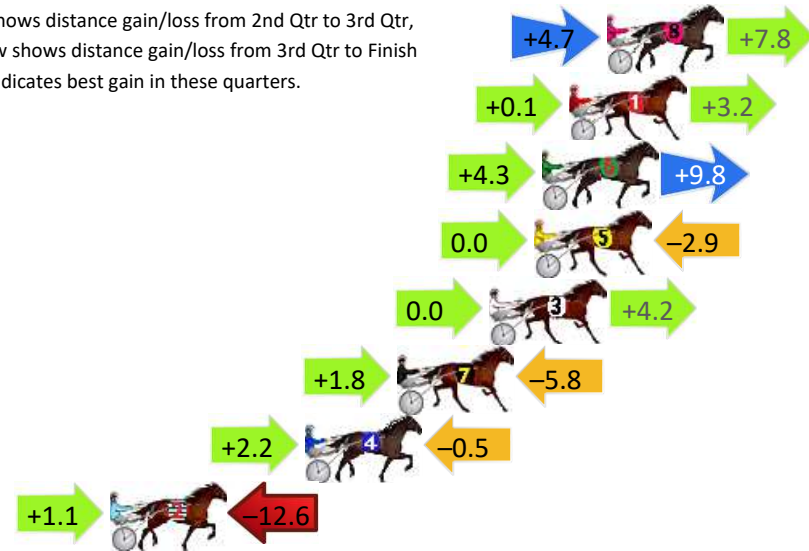 hows distance gain/loss from 2nd Qtr to 3rd Qtr,
w shows distance gain/loss from 3rd Qtr to Finish
dicates best gain in these quarters.
+4.7 8 +7.8
+0.1 1 +3.2
+4.3 6 +9.8
0.0 5 –2.9
0.0 3 +4.2
+1.8 7 –5.8
+2.2 4 –0.5
+1.1 2 –12.6